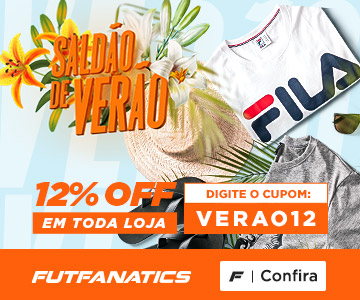 SALDÃO
DE VERÃO
FILA
12% OFF
EM TODA LOJA
DIGITE O CUPOM:
VERAO12
FUTFANATICS
F | Confira